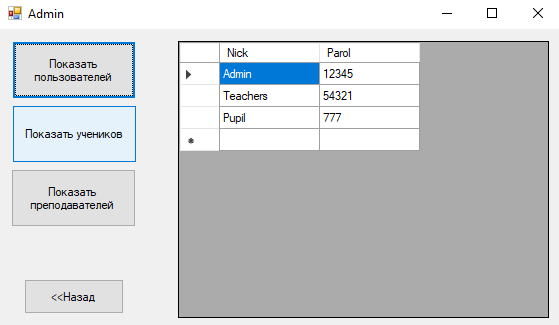 Admin
Показать
пользователей
Показать учеников
Показать
преподавателей
<<Назад
Nick Parol
Admin 12345
Teachers 54321
Pupil 777